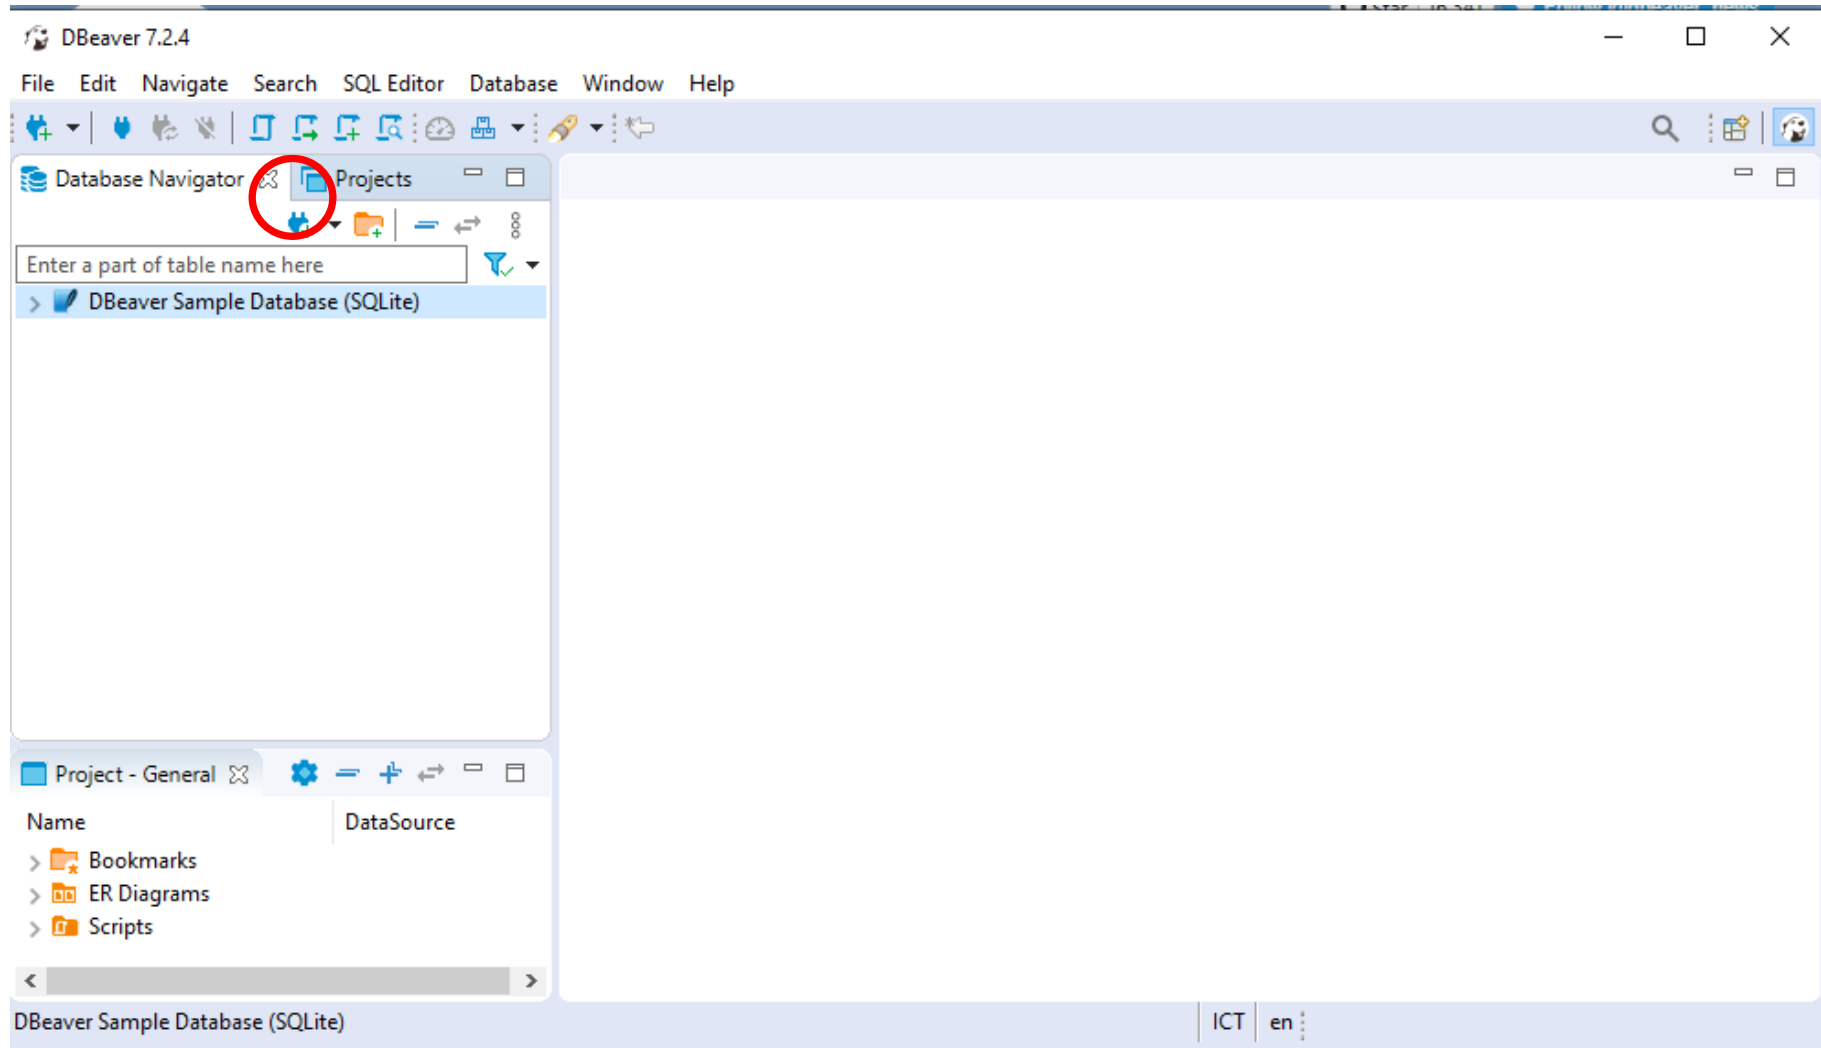 DBeaver 7.2.4
File Edit Navigate Search SQL Editor Database Window Help
Database Navigator Projects
Enter a part of table name here
DBeaver Sample Database (SQLite)
Project - General
Name DataSource
Bookmarks
ER Diagrams
Scripts
DBeaver Sample Database (SQLite) ICT en